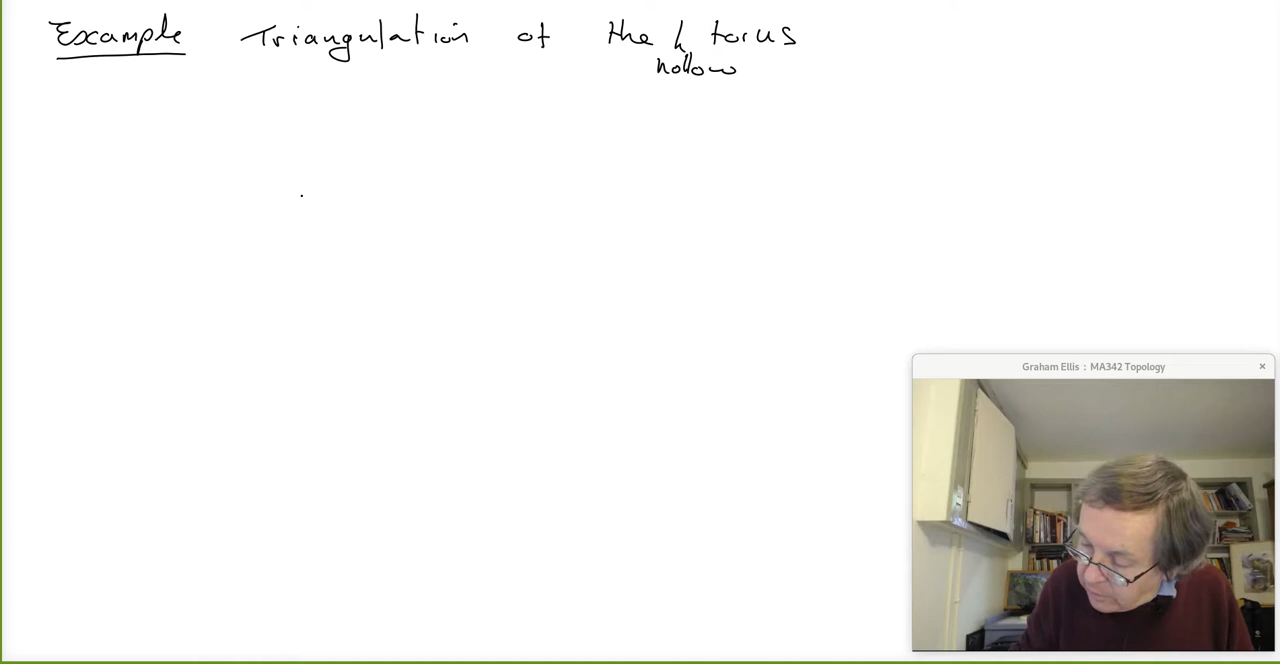 Example Triangulation of the h torus
hollow
Graham Ellis : MA342 Topology ×